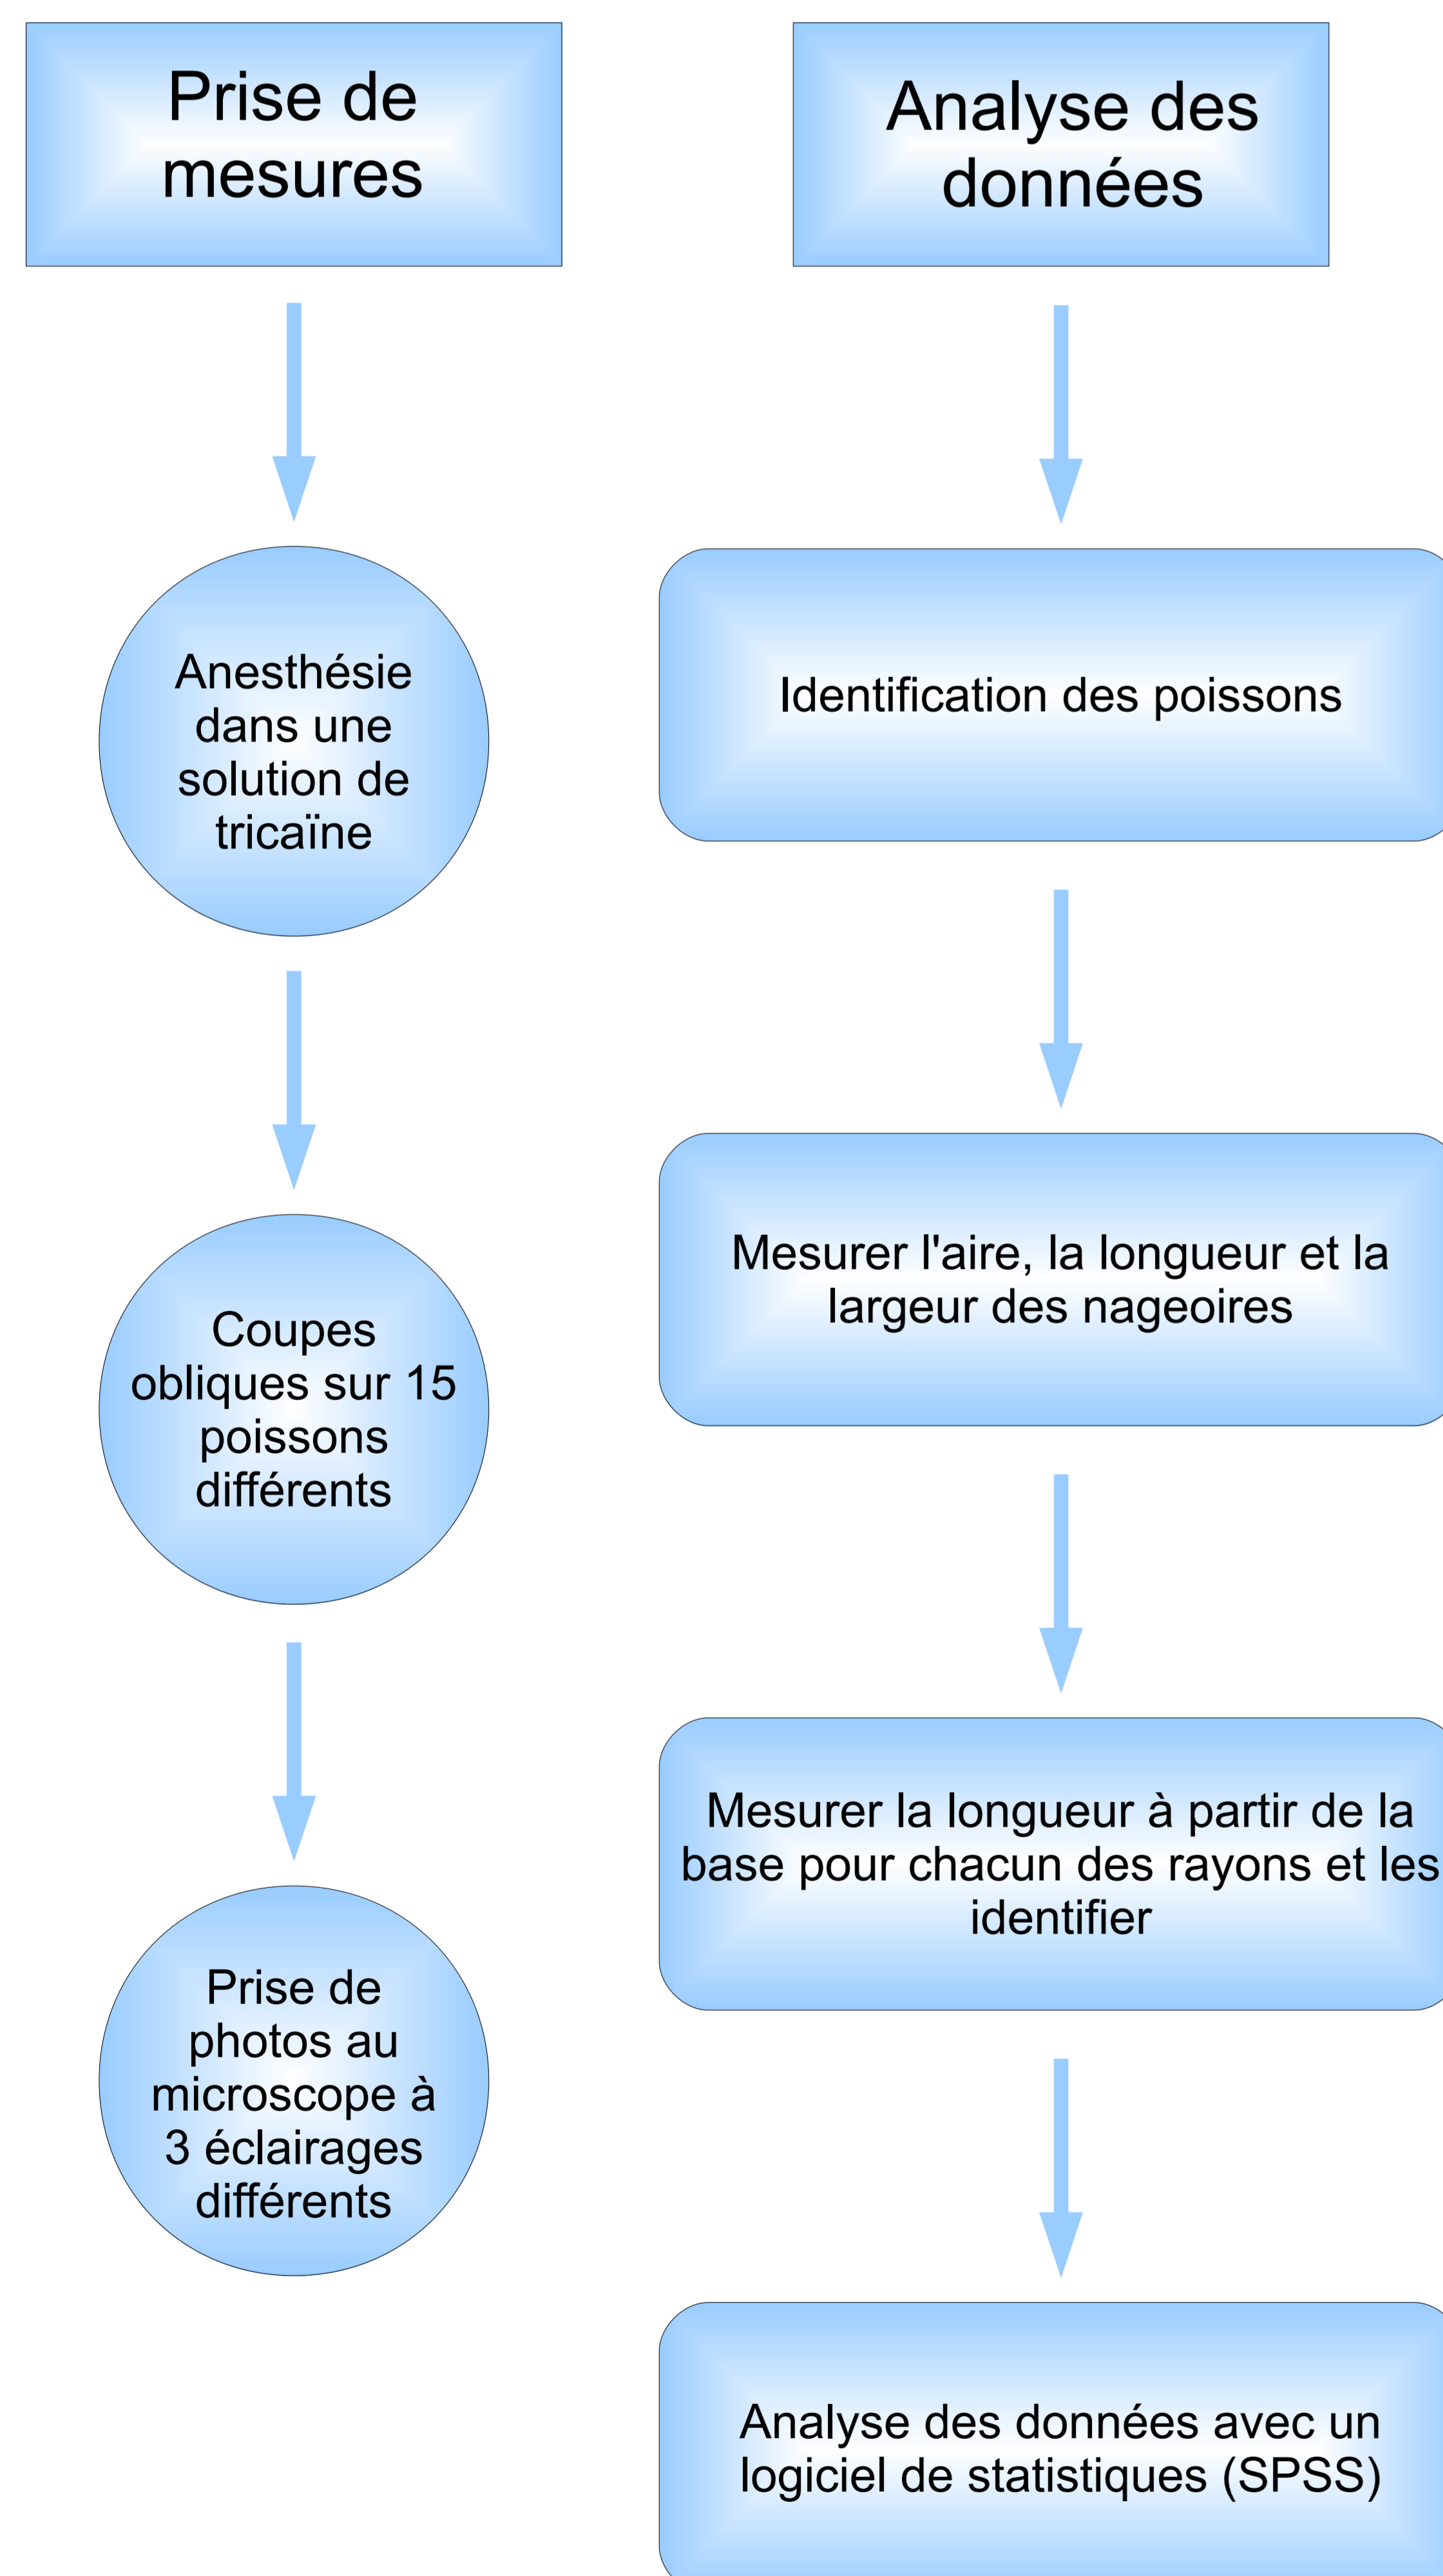 Prise de
mesures
Anesthésie
dans une
solution de
tricaïne
Coupes
obliques sur 15
poissons
différents
Prise de
photos au
microscope à
3 éclairages
différents
Analyse des
données
Identification des poissons
Mesurer l'aire, la longueur et la
largeur des nageoires
Mesurer la longueur à partir de la
base pour chacun des rayons et les
identifier
Analyse des données avec un
logiciel de statistiques (SPSS)